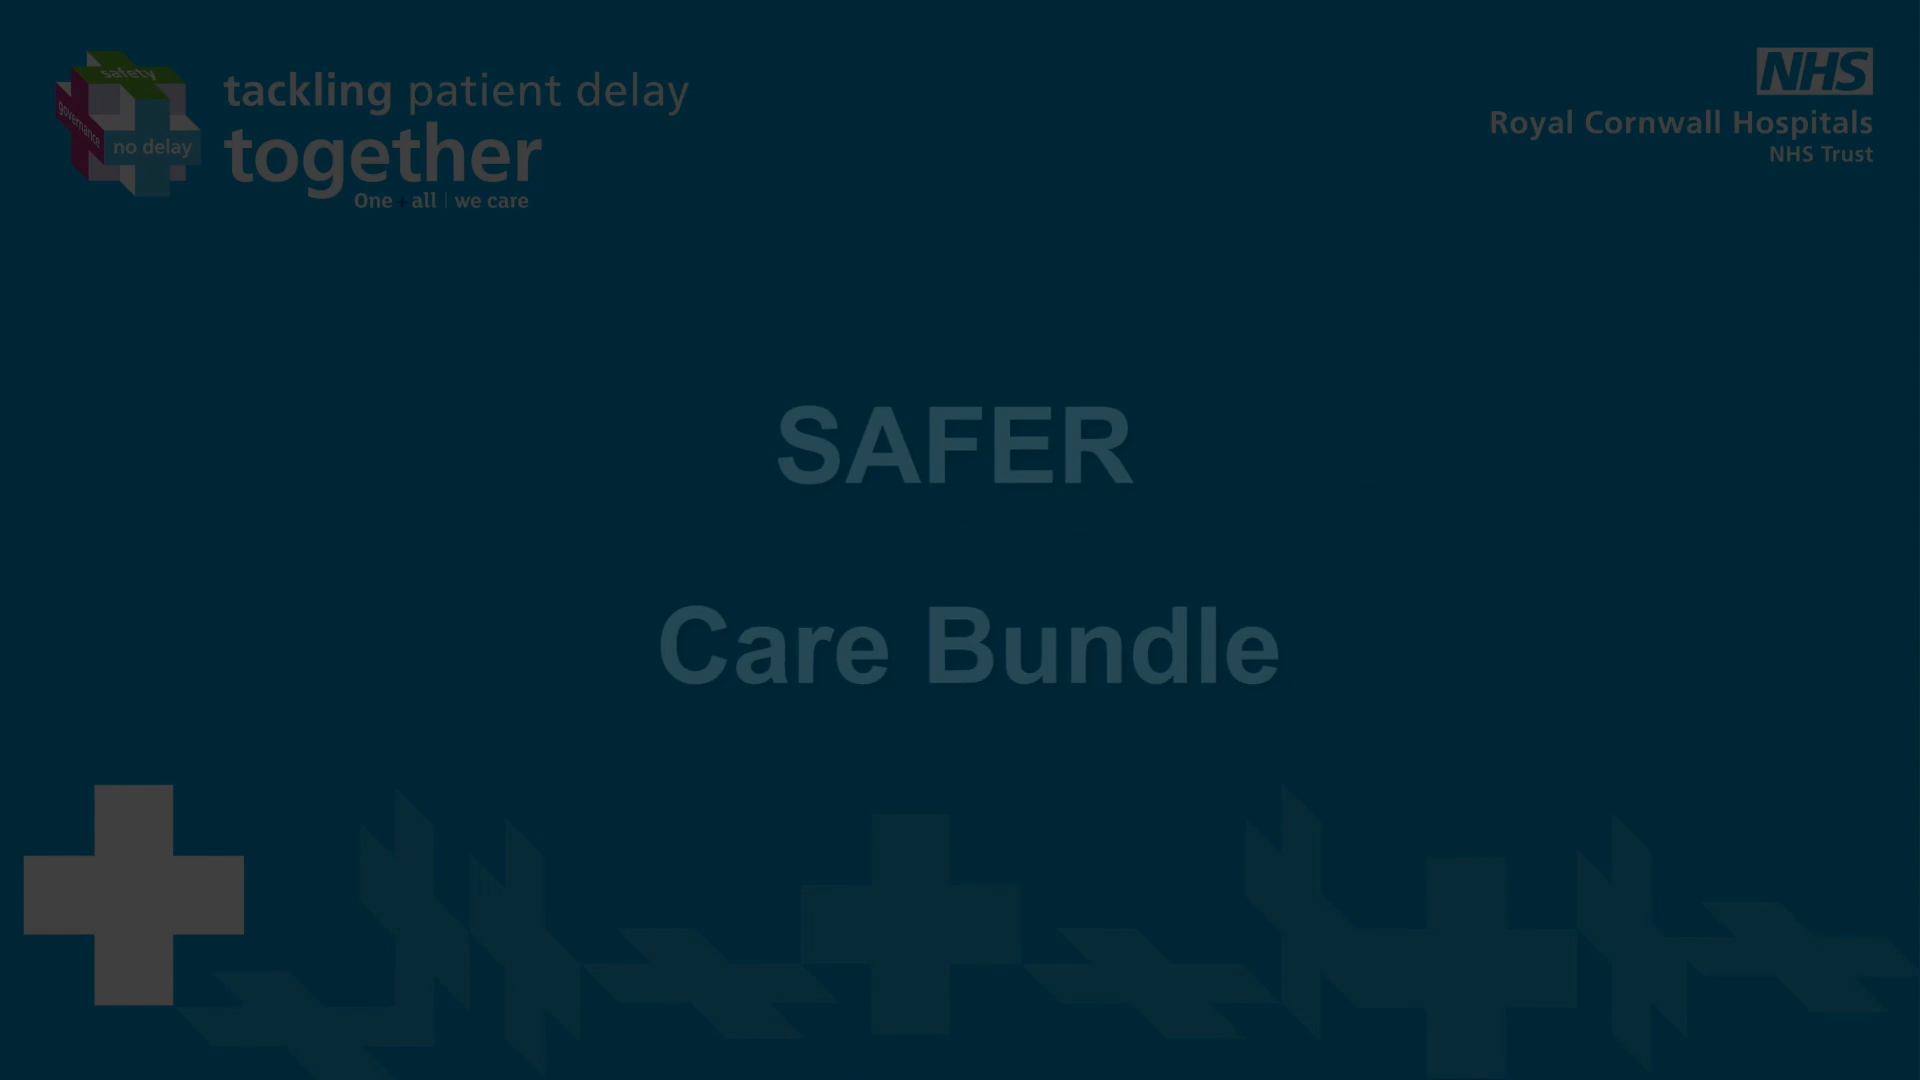 safety
governance
no delay
tackling patient delay
together
One + all | we care
NHS
Royal Cornwall Hospitals
NHS Trust
SAFER
Care Bundle